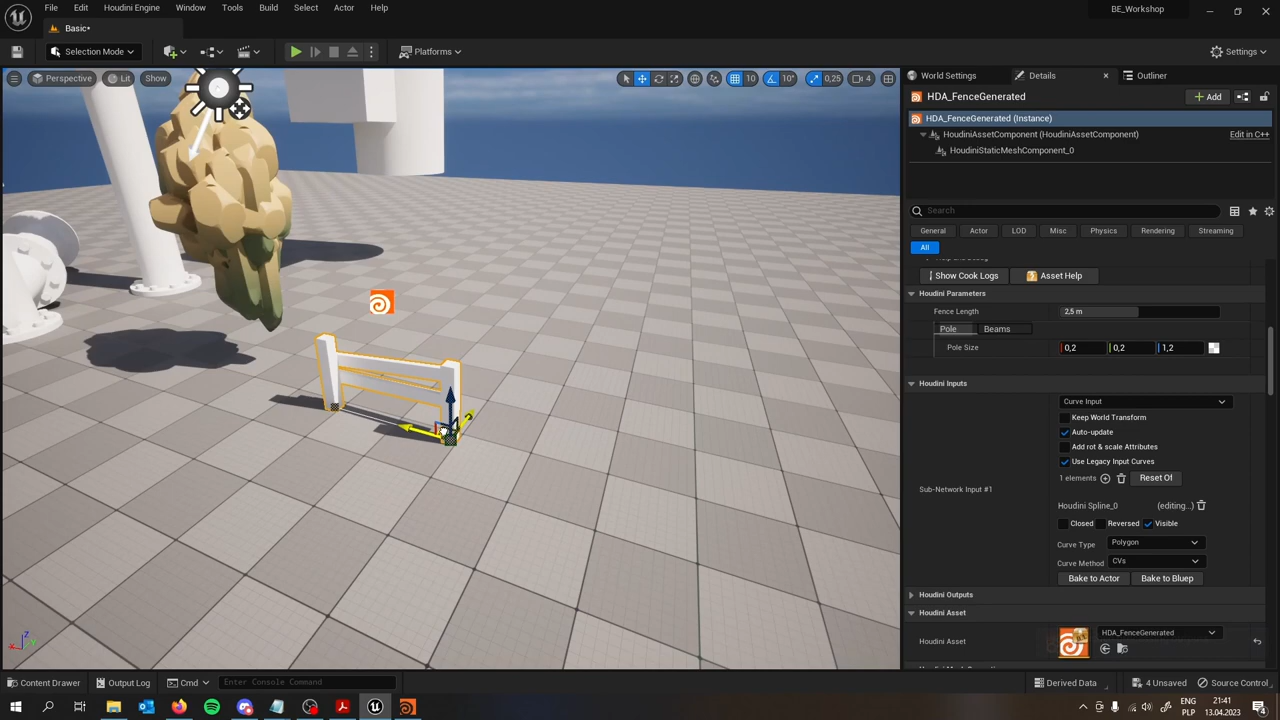 File Edit Houdini Engine Window Tools Build Select Actor Help
BE_Workshop
Basic•
Selection Mode
Platforms
Settings
Perspective Lit Show
10 10° 0,25 4
World Settings Details Outliner
HDA_FenceGenerated
Add
HDA_FenceGenerated (Instance)
HoudiniAssetComponent (HoudiniAssetComponent) Edit in C++
HoudiniStaticMeshComponent_0
Search
General Actor LOD Misc Physics Rendering Streaming
All
Show Cook Logs Asset Help
Houdini Parameters
Fence Length 2,5 m
Pole Beams
Pole Size 0,2 0,2 1,2
Houdini Inputs
Curve Input
Keep World Transform
Auto-update
Add rot & scale Attributes
Use Legacy Input Curves
1 elements Reset Of
Sub-Network Input #1
Houdini Spline_0 (editing...)
Closed Reversed Visible
Curve Type Polygon
Curve Method CVs
Bake to Actor Bake to Bluep
Houdini Outputs
Houdini Asset
Houdini Asset HDA_FenceGenerated
Content Drawer Output Log Cmd Enter Console Command Derived Data 4 Unsaved Source Control
ENG 21:41
PLP 13.04.2023